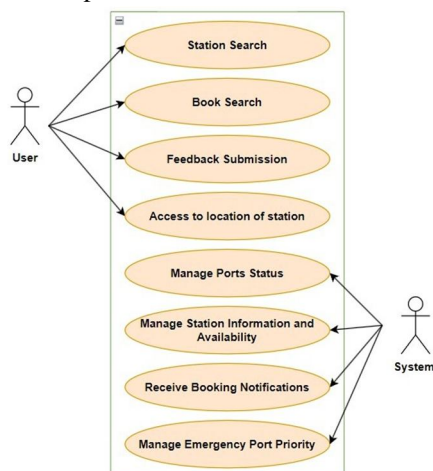 Station Search
Book Search
User
Feedback Submission
Access to location of station
Manage Ports Status
Manage Station Information and
Availability
System
Receive Booking Notifications
Manage Emergency Port Priority